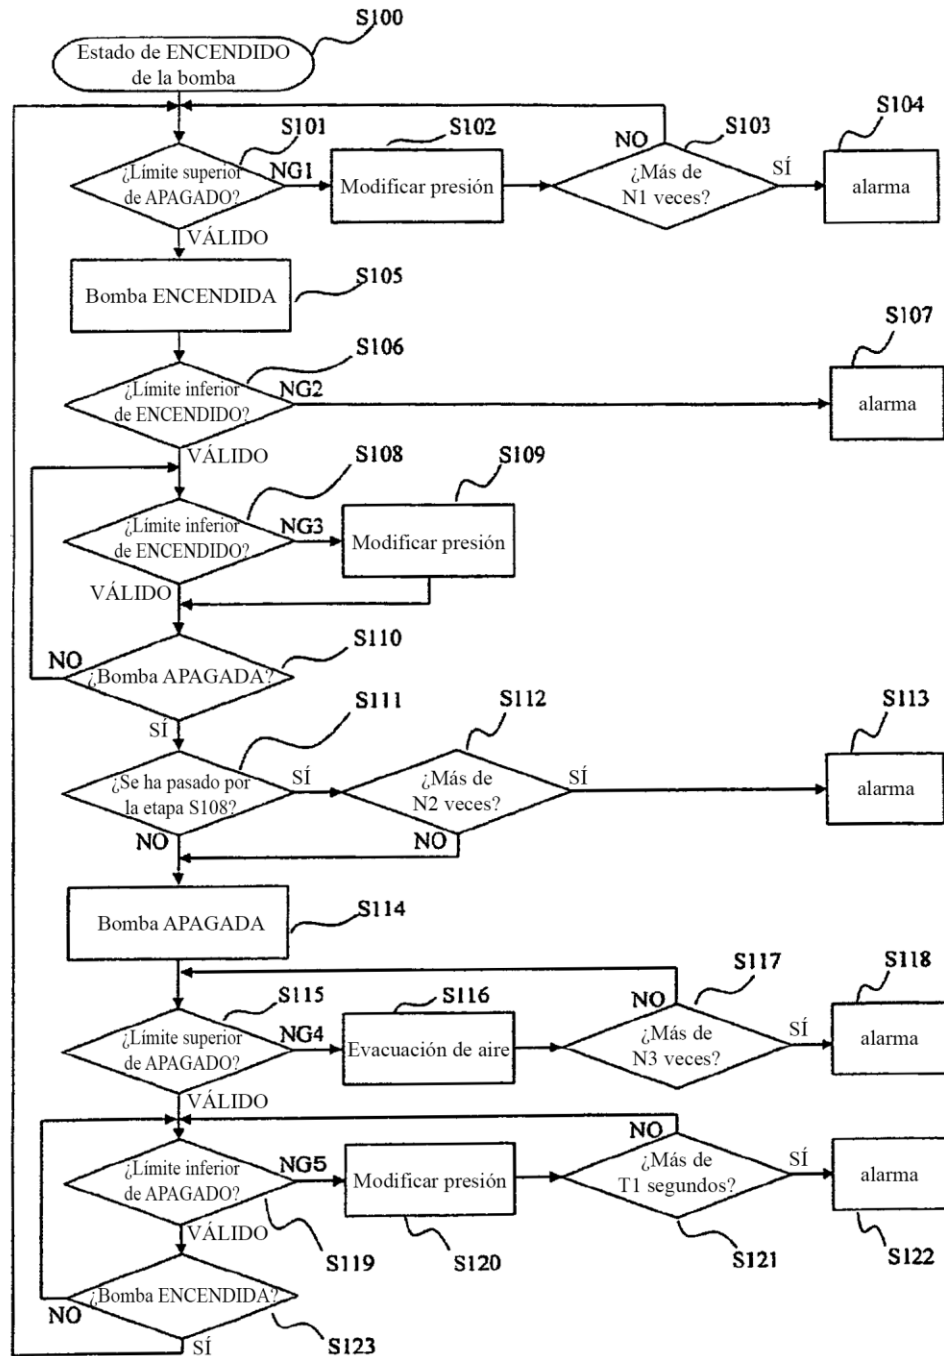 S100
Estado de ENCENDIDO
de la bomba
S101
S102
S103
S104
¿Límite superior
de APAGADO?
NG1
Modificar presión
NO
¿Más de
N1 veces?
SÍ
alarma
VÁLIDO
S105
Bomba ENCENDIDA
S106
S107
¿Límite inferior
de ENCENDIDO?
NG2
alarma
VÁLIDO
S108
S109
¿Límite inferior
de ENCENDIDO?
NG3
Modificar presión
VÁLIDO
S110
NO
¿Bomba APAGADA?
SÍ
S111
S112
S113
¿Se ha pasado por
la etapa S108?
SÍ
¿Más de
N2 veces?
SÍ
alarma
NO
NO
S114
Bomba APAGADA
S115
S116
S117
S118
¿Límite superior
de APAGADO?
NG4
Evacuación de aire
NO
¿Más de
N3 veces?
SÍ
alarma
VÁLIDO
¿Límite inferior
de APAGADO?
NG5
Modificar presión
NO
¿Más de
T1 segundos?
SÍ
alarma
VÁLIDO
S119
S120
S121
S122
NO
¿Bomba ENCENDIDA?
SÍ
S123